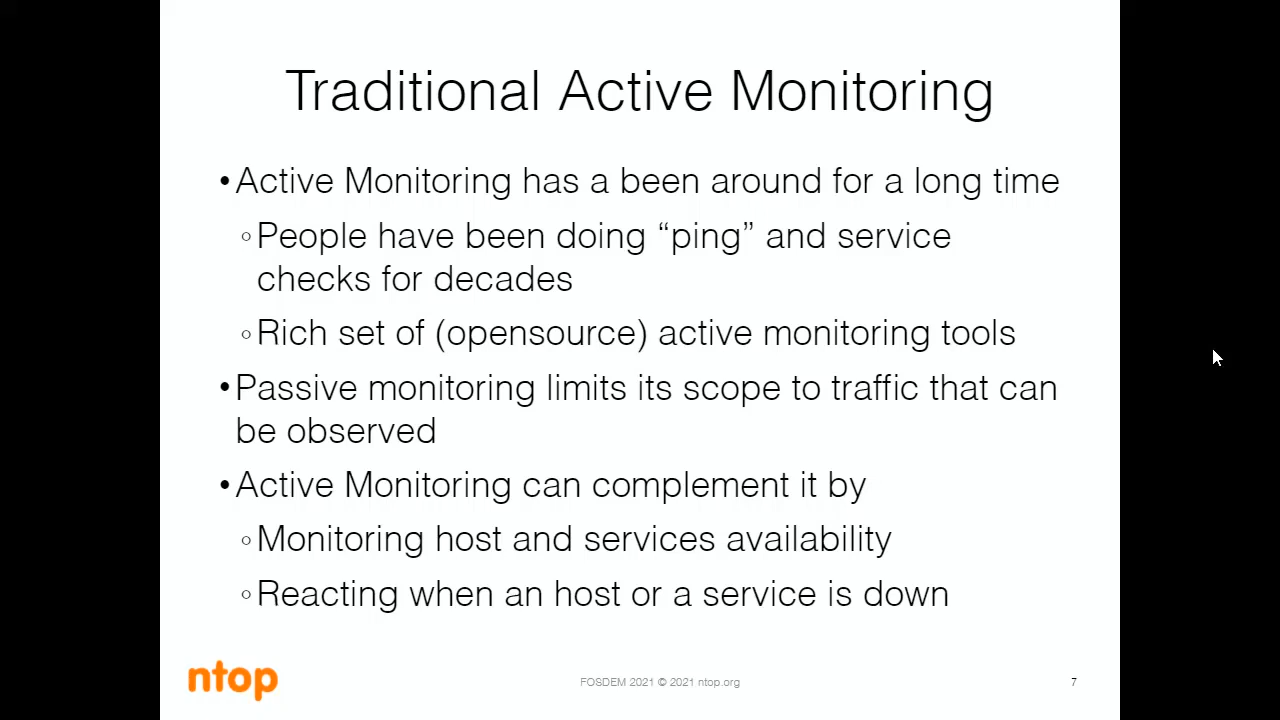 Traditional Active Monitoring
•Active Monitoring has a been around for a long time
◦People have been doing “ping” and service
checks for decades
◦Rich set of (opensource) active monitoring tools
•Passive monitoring limits its scope to traffic that can
be observed
•Active Monitoring can complement it by
◦Monitoring host and services availability
◦Reacting when an host or a service is down
ntop
FOSDEM 2021 © 2021 ntop.org
7